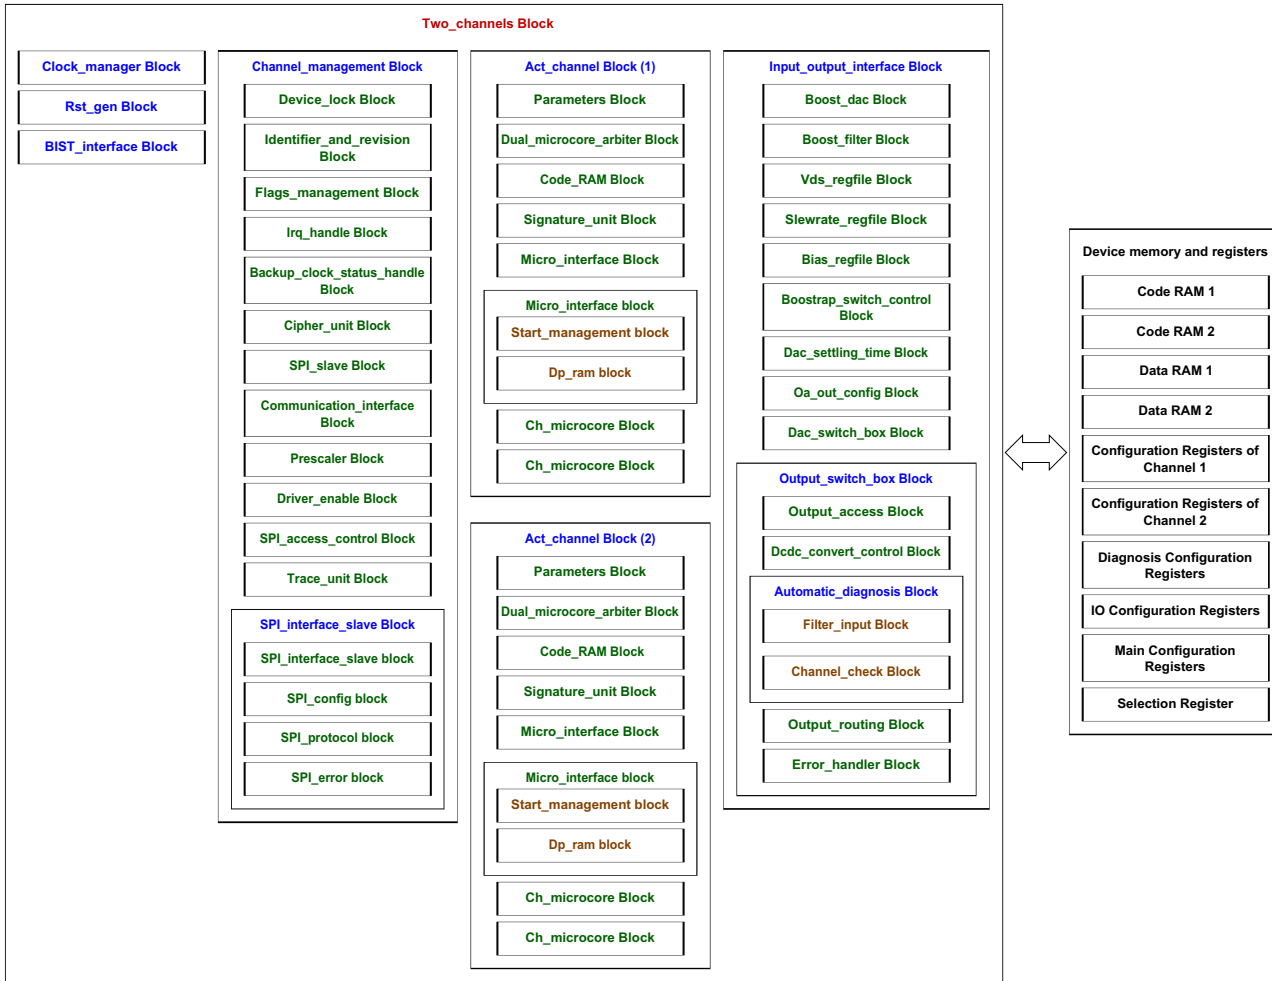 Two_channels Block
Clock_manager Block
Rst_gen Block
BIST_interface Block
Channel_management Block
Device_lock Block
Identifier_and_revision
Block
Flags_management Block
Irq_handle Block
Backup_clock_status_handle
Block
Cipher_unit Block
SPI_slave Block
Communication_interface
Block
Prescaler Block
Driver_enable Block
SPI_access_control Block
Trace_unit Block
SPI_interface_slave Block
SPI_interface_slave block
SPI_config block
SPI_protocol block
SPI_error block
Act_channel Block (1)
Parameters Block
Dual_microcore_arbiter Block
Code_RAM Block
Signature_unit Block
Micro_interface Block
Micro_interface block
Start_management block
Dp_ram block
Ch_microcore Block
Ch_microcore Block
Act_channel Block (2)
Parameters Block
Dual_microcore_arbiter Block
Code_RAM Block
Signature_unit Block
Micro_interface Block
Micro_interface block
Start_management block
Dp_ram block
Ch_microcore Block
Ch_microcore Block
Input_output_interface Block
Boost_dac Block
Boost_filter Block
Vds_regfile Block
Slewrate_regfile Block
Bias_regfile Block
Boostrap_switch_control
Block
Dac_settling_time Block
Oa_out_config Block
Dac_switch_box Block
Output_switch_box Block
Output_access Block
Dcdc_convert_control Block
Automatic_diagnosis Block
Filter_input Block
Channel_check Block
Output_routing Block
Error_handler Block
Device memory and registers
Code RAM 1
Code RAM 2
Data RAM 1
Data RAM 2
Configuration Registers of
Channel 1
Configuration Registers of
Channel 2
Diagnosis Configuration
Registers
IO Configuration Registers
Main Configuration
Registers
Selection Register